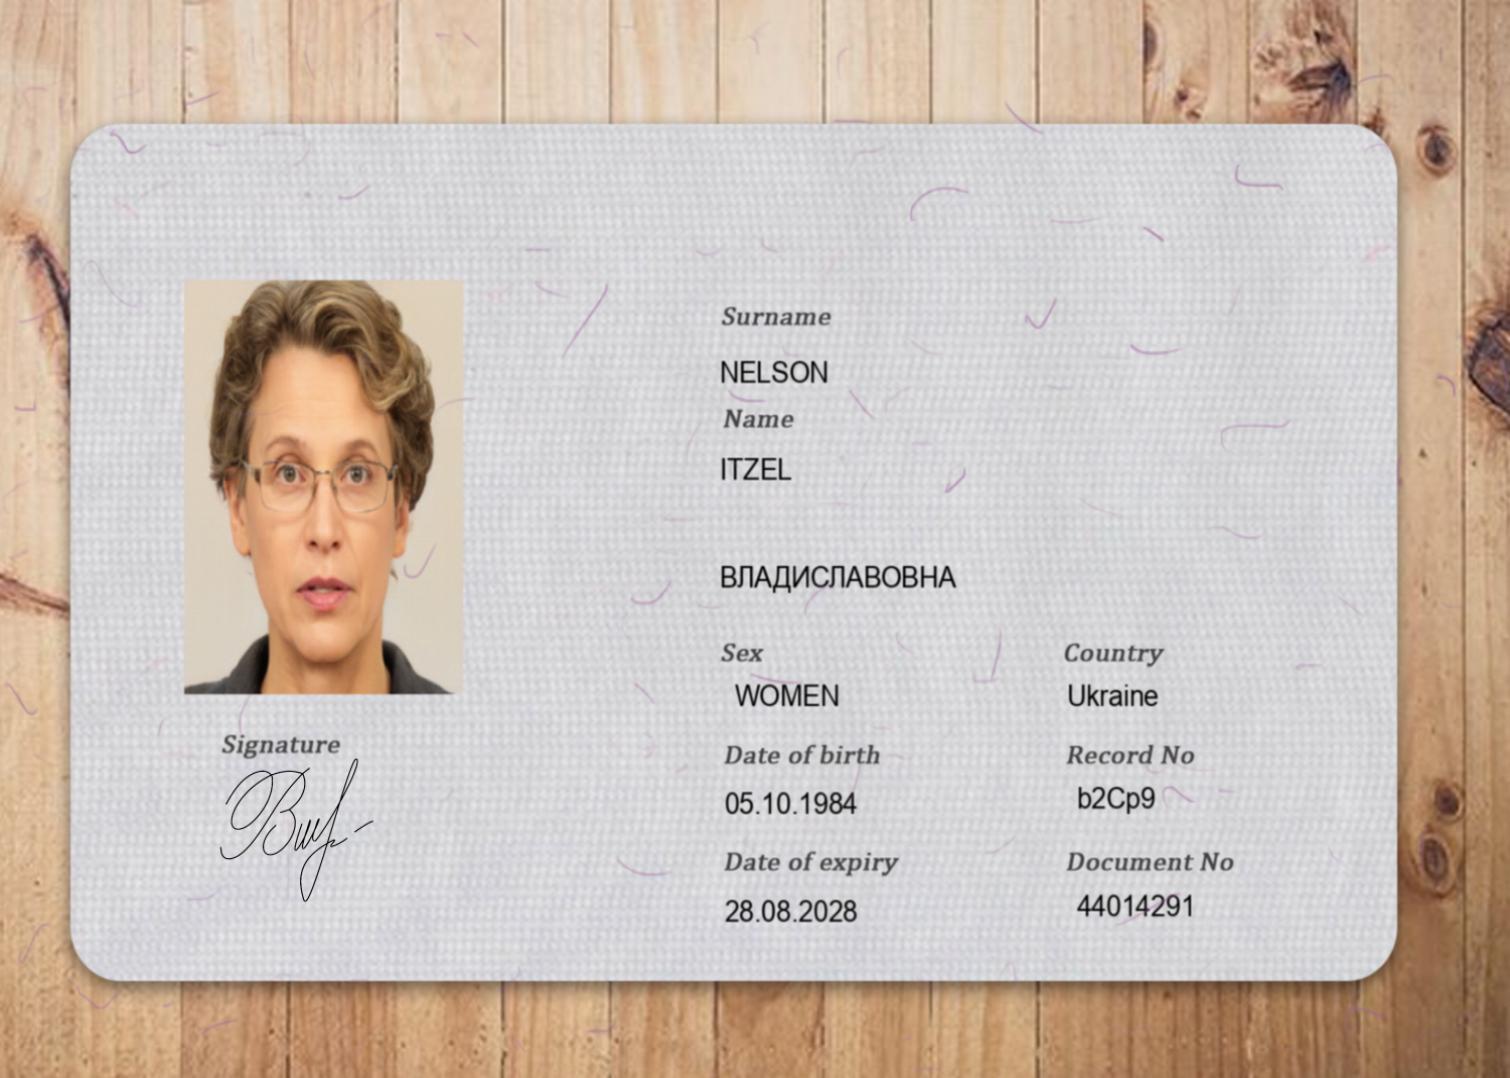 Surname
NELSON
Name
ITZEL
ВЛАДИСЛАВОВНА
Sex
WOMEN
Country
Ukraine
Date of birth
05.10.1984
Record No
b2Cp9
Date of expiry
28.08.2028
Document No
44014291
Signature